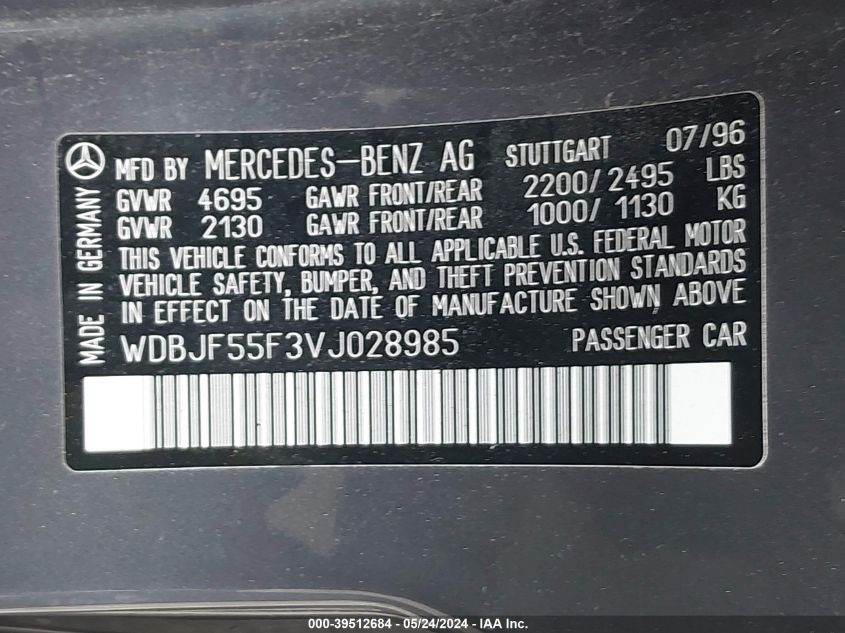 MFD BY MERCEDES-BENZ AG STUTTGART 07/96
GVWR 4695 GAWR FRONT/REAR 2200/2495 LBS
GVWR 2130 GAWR FRONT/REAR 1000/1130 KG
THIS VEHICLE CONFORMS TO ALL APPLICABLE U.S. FEDERAL MOTOR
VEHICLE SAFETY, BUMPER, AND THEFT PREVENTION STANDARDS
IN EFFECT ON THE DATE OF MANUFACTURE SHOWN ABOVE
WDBJF55F3VJ028985 PASSENGER CAR
MADE IN GERMANY
000-39512684 - 05/24/2024 - IAA Inc.